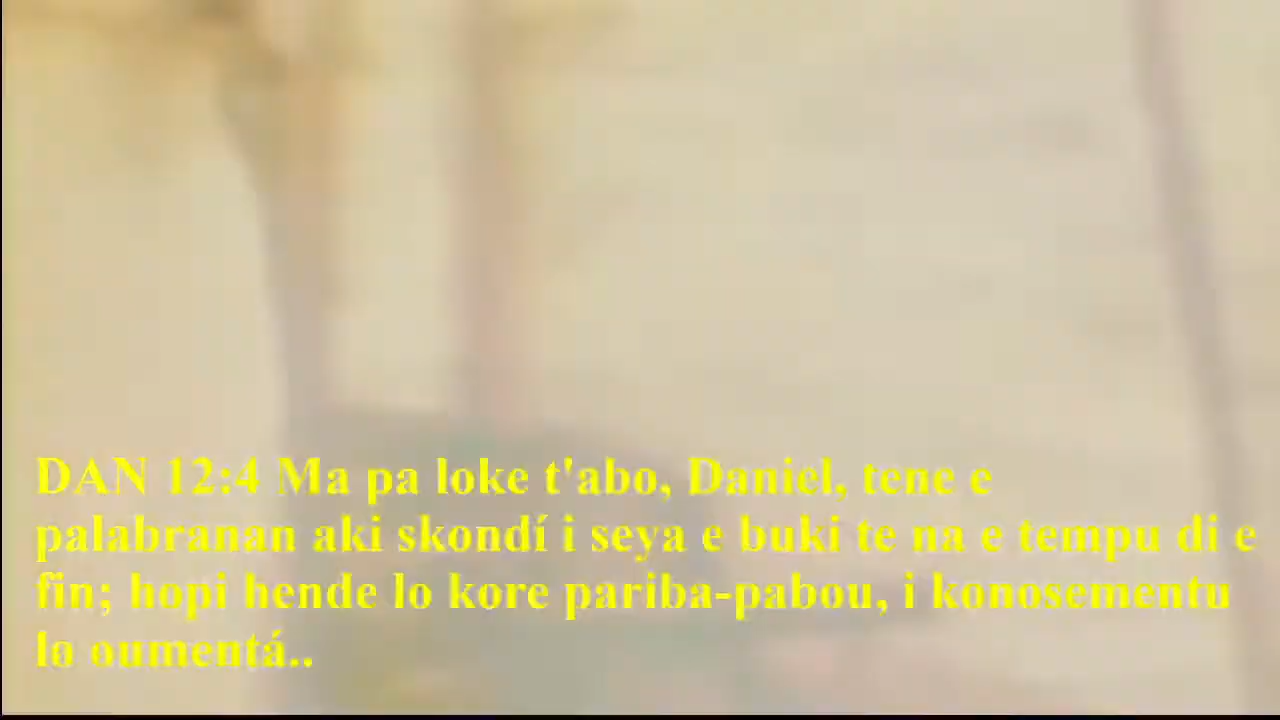 DAN 12:4 Ma pa loke t'abo, Daniel, tene e
palabranan aki skondí i seya e buki te na e tempu di e
fin; hopi hende lo kore pariba-pabou, i konosementu
lo oumentá..